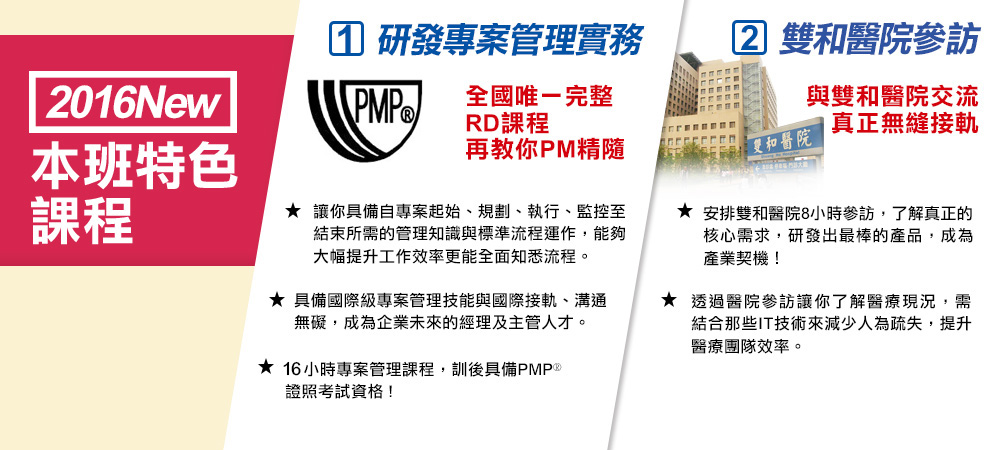 2016New
本班特色
課程
1 研發專案管理實務
PMP®
全國唯一完整
RD課程
再教你PM精隨
★ 讓你具備自專案起始、規劃、執行、監控至
結束所需的管理知識與標準流程運作，能夠
大幅提升工作效率更能全面知悉流程。
★ 具備國際級專案管理技能與國際接軌、溝通
無礙，成為企業未來的經理及主管人才。
★ 16小時專案管理課程，訓後具備PMP®
證照考試資格！
2 雙和醫院參訪
與雙和醫院交流
真正無縫接軌
雙和醫院
★ 安排雙和醫院8小時參訪，了解真正的
核心需求，研發出最棒的產品，成為
產業契機！
★ 透過醫院參訪讓你了解醫療現況，需
結合那些IT技術來減少人為疏失，提升
醫療團隊效率。